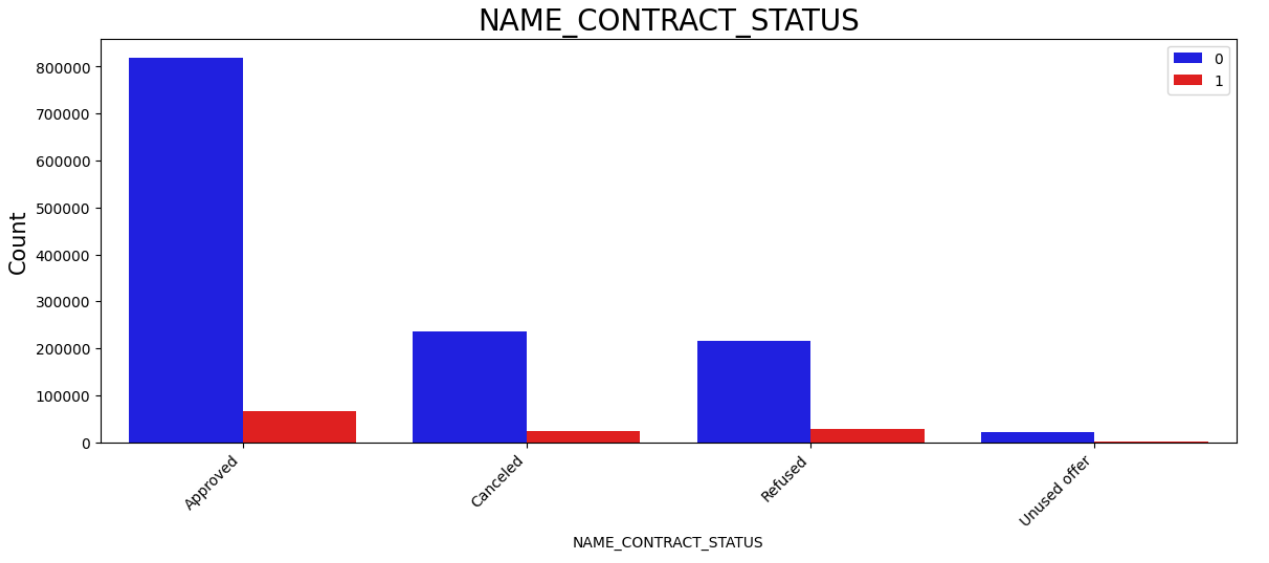 NAME_CONTRACT_STATUS
0
1
800000
700000
600000
500000
400000
300000
200000
100000
0
Count
Approved
Canceled
Refused
Unused offer
NAME_CONTRACT_STATUS